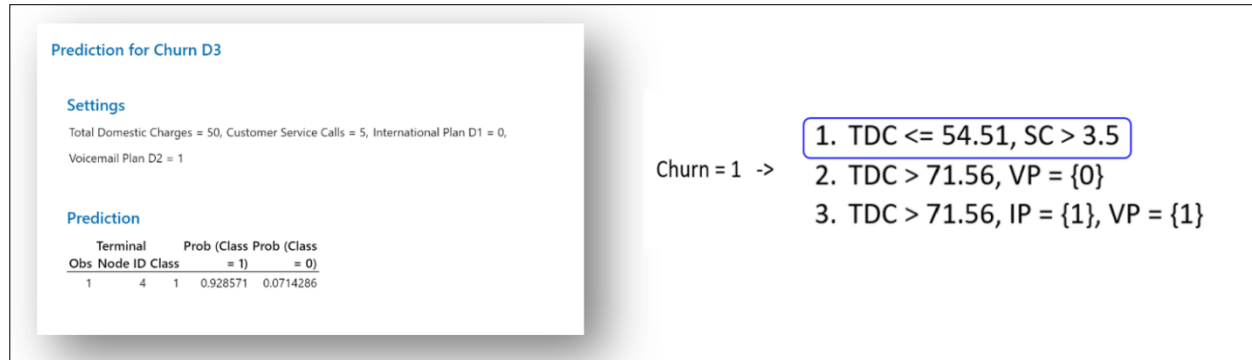 Prediction for Churn D3
Settings
Total Domestic Charges = 50, Customer Service Calls = 5, International Plan D1 = 0,
Voicemail Plan D2 = 1
Prediction
Terminal Prob (Class Prob (Class
Obs Node ID Class = 1) = 0)
1 4 1 0.928571 0.0714286
Churn = 1 ->
1. TDC <= 54.51, SC > 3.5
2. TDC > 71.56, VP = {0}
3. TDC > 71.56, IP = {1}, VP = {1}